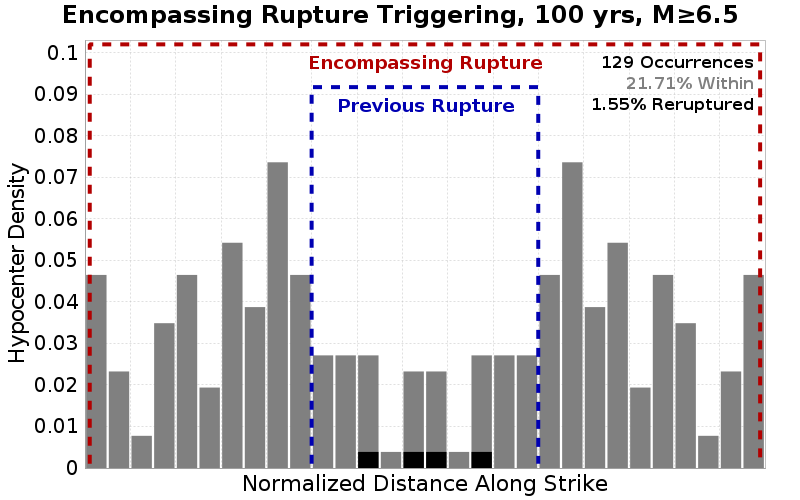 Encompassing Rupture Triggering, 100 yrs, M≥6.5
Encompassing Rupture
129 Occurrences
21.71% Within
Previous Rupture
1.55% Reruptured
Hypocenter Density
0.1
0.09
0.08
0.07
0.06
0.05
0.04
0.03
0.02
0.01
0
Normalized Distance Along Strike